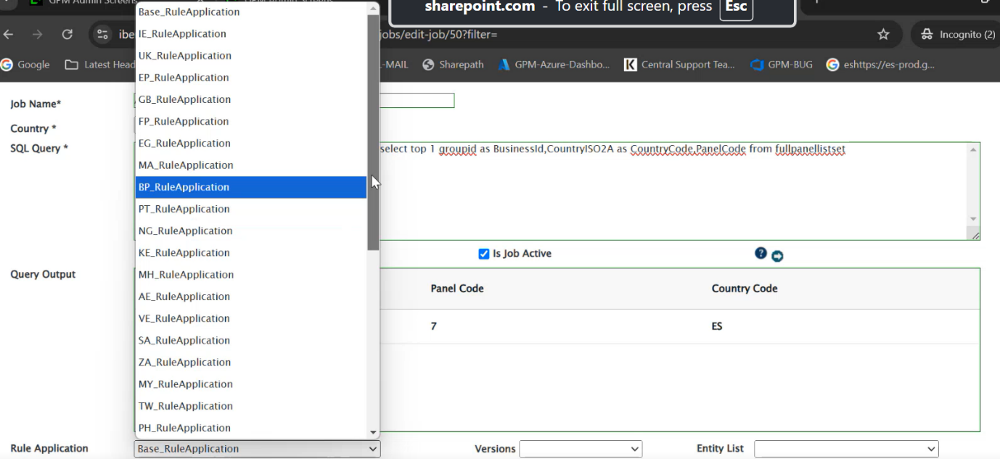 GPM Admin Screens
Base_RuleApplication
sharepoint.com - To exit full screen, press Esc
ibe
jobs/edit-job/50?filter=
Incognito (2)
Google
Latest Head
-MAIL
Sharepath
GPM-Azure-Dashbo...
Central Support Tea...
GPM-BUG
eshttps://es-prod.g...
IE_RuleApplication
UK_RuleApplication
EP_RuleApplication
GB_RuleApplication
FP_RuleApplication
EG_RuleApplication
MA_RuleApplication
BP_RuleApplication
PT_RuleApplication
NG_RuleApplication
KE_RuleApplication
MH_RuleApplication
AE_RuleApplication
VE_RuleApplication
SA_RuleApplication
ZA_RuleApplication
MY_RuleApplication
TW_RuleApplication
PH_RuleApplication
Job Name*
Country *
SQL Query *
select top 1 groupid as BusinessId,CountryISO2A as CountryCode,PanelCode from fullpanellistset
Is Job Active
?
Query Output
Panel Code
Country Code
7
ES
Rule Application
Base_RuleApplication
Versions
Entity List